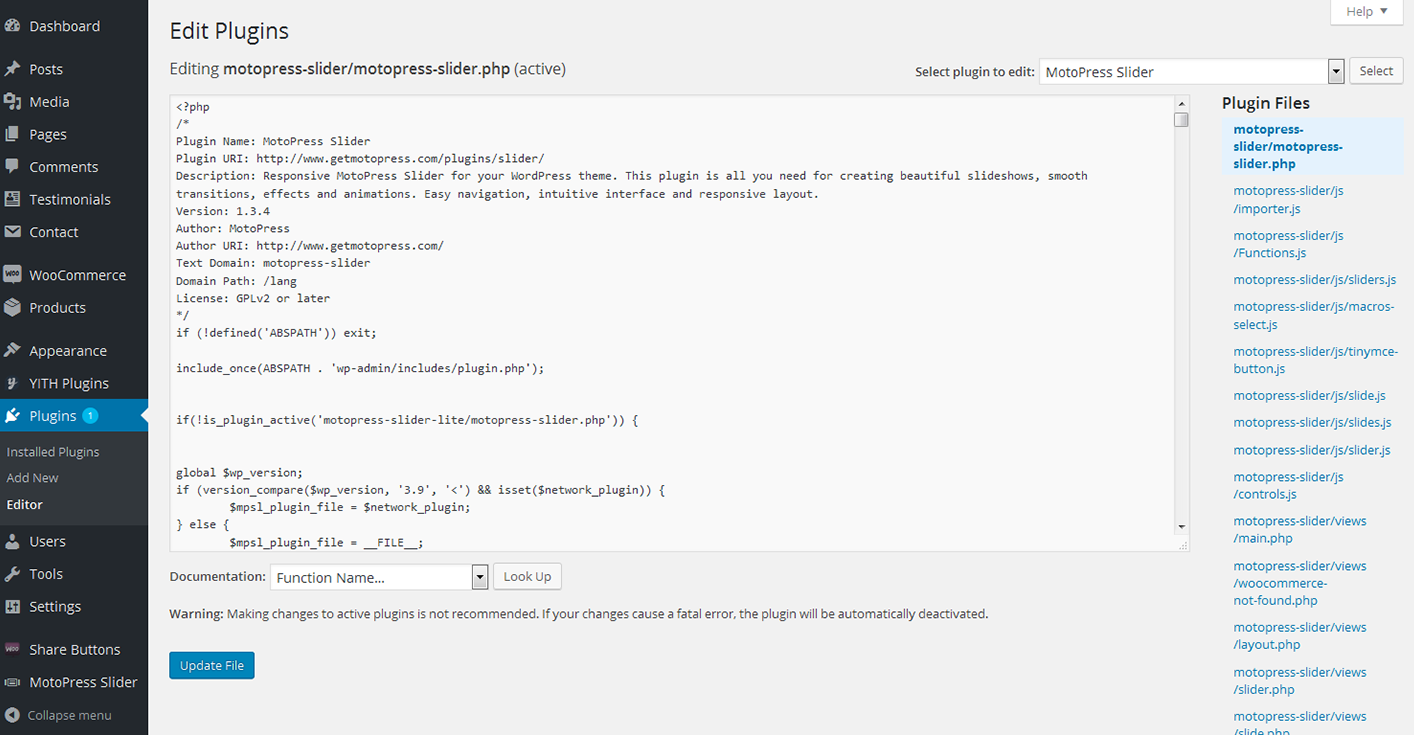 Dashboard
Posts
Media
Pages
Comments
Testimonials
Contact
WooCommerce
Products
Appearance
YITH Plugins
Plugins 1
Installed Plugins
Add New
Editor
Users
Tools
Settings
Share Buttons
MotoPress Slider
Collapse menu
Help
Edit Plugins
Editing motopress-slider/motopress-slider.php (active)
Select plugin to edit: MotoPress Slider Select
<?php
/*
Plugin Name: MotoPress Slider
Plugin URI: http://www.getmotopress.com/plugins/slider/
Description: Responsive MotoPress Slider for your WordPress theme. This plugin is all you need for creating beautiful slideshows, smooth
transitions, effects and animations. Easy navigation, intuitive interface and responsive layout.
Version: 1.3.4
Author: MotoPress
Author URI: http://www.getmotopress.com/
Text Domain: motopress-slider
Domain Path: /lang
License: GPLv2 or later
*/
if (!defined('ABSPATH')) exit;
include_once(ABSPATH . 'wp-admin/includes/plugin.php');
if(!is_plugin_active('motopress-slider-lite/motopress-slider.php')) {
global $wp_version;
if (version_compare($wp_version, '3.9', '<') && isset($network_plugin)) {
$mpsl_plugin_file = $network_plugin;
} else {
$mpsl_plugin_file = __FILE__;
Documentation: Function Name... Look Up
Warning: Making changes to active plugins is not recommended. If your changes cause a fatal error, the plugin will be automatically deactivated.
Update File
Plugin Files
motopress-
slider/motopress-
slider.php
motopress-slider/js
/importer.js
motopress-slider/js
/Functions.js
motopress-slider/js/sliders.js
motopress-slider/js/macros-
select.js
motopress-slider/js/tinymce-
button.js
motopress-slider/js/slide.js
motopress-slider/js/slides.js
motopress-slider/js/slider.js
motopress-slider/js
/controls.js
motopress-slider/views
/main.php
motopress-slider/views
/woocommerce-
not-found.php
motopress-slider/views
/layout.php
motopress-slider/views
/slider.php
motopress-slider/views
/slide.php